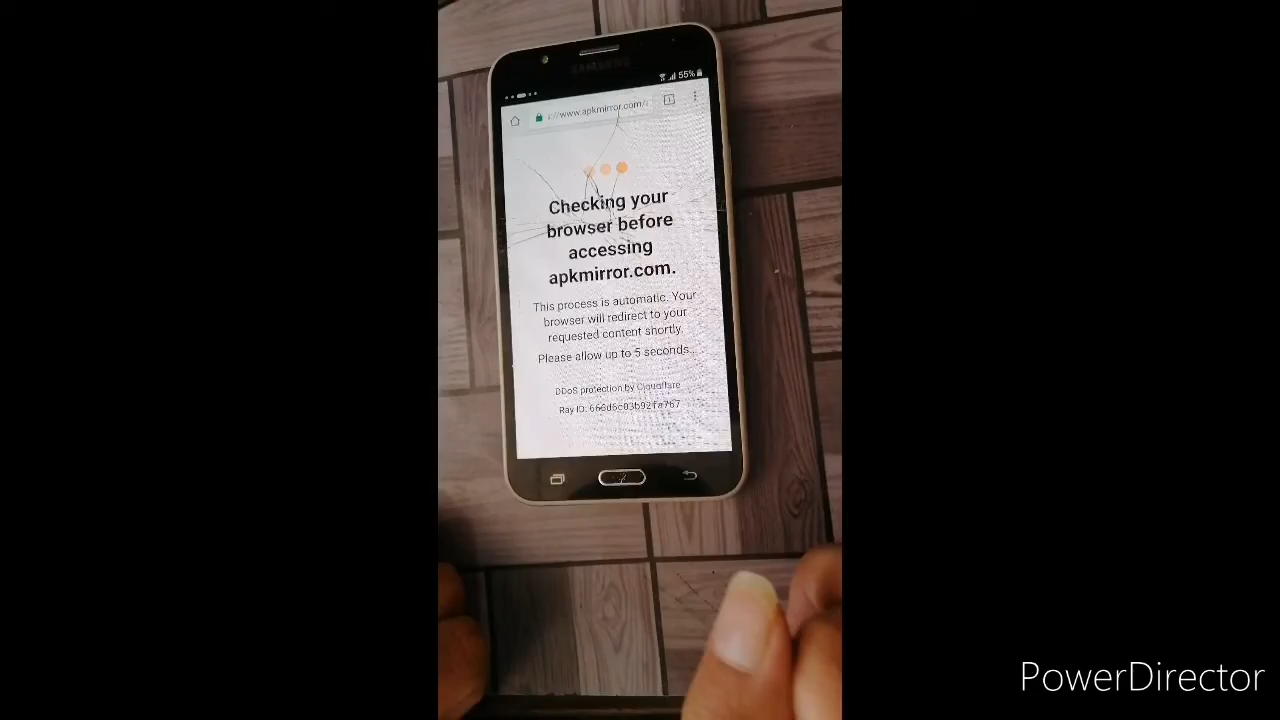 SAMSUNG
55%
://www.apkmirror.com/
1
Checking your
browser before
accessing
apkmirror.com.
This process is automatic. Your
browser will redirect to your
requested content shortly.
Please allow up to 5 seconds...
DDoS protection by Cloudflare
Ray ID:
PowerDirector